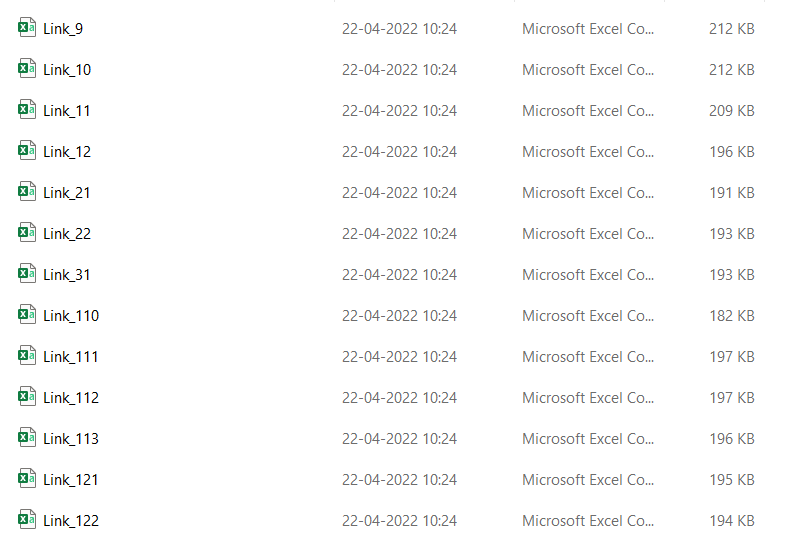 Link_9 22-04-2022 10:24 Microsoft Excel Co... 212 KB
Link_10 22-04-2022 10:24 Microsoft Excel Co... 212 KB
Link_11 22-04-2022 10:24 Microsoft Excel Co... 209 KB
Link_12 22-04-2022 10:24 Microsoft Excel Co... 196 KB
Link_21 22-04-2022 10:24 Microsoft Excel Co... 191 KB
Link_22 22-04-2022 10:24 Microsoft Excel Co... 193 KB
Link_31 22-04-2022 10:24 Microsoft Excel Co... 193 KB
Link_110 22-04-2022 10:24 Microsoft Excel Co... 182 KB
Link_111 22-04-2022 10:24 Microsoft Excel Co... 197 KB
Link_112 22-04-2022 10:24 Microsoft Excel Co... 197 KB
Link_113 22-04-2022 10:24 Microsoft Excel Co... 196 KB
Link_121 22-04-2022 10:24 Microsoft Excel Co... 195 KB
Link_122 22-04-2022 10:24 Microsoft Excel Co... 194 KB